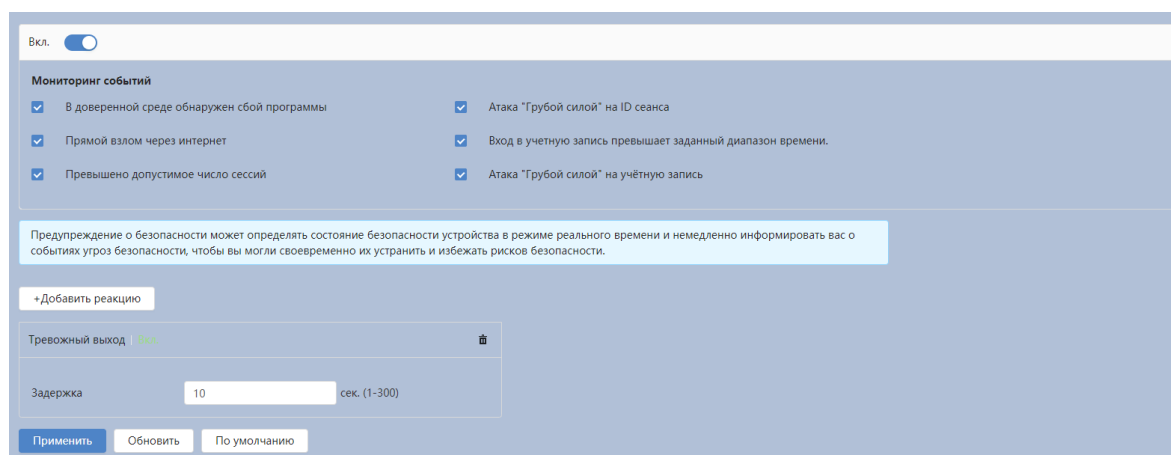 Вкл.
Мониторинг событий
В доверенной среде обнаружен сбой программы
Атака "Грубой силой" на ID сеанса
Прямой взлом через интернет
Вход в учетную запись превышает заданный диапазон времени.
Превышено допустимое число сессий
Атака "Грубой силой" на учётную запись
Предупреждение о безопасности может определять состояние безопасности устройства в режиме реального времени и немедленно информировать вас о
событиях угроз безопасности, чтобы вы могли своевременно их устранить и избежать рисков безопасности.
+Добавить реакцию
Тревожный выход
Задержка 10 сек. (1-300)
Применить Обновить По умолчанию